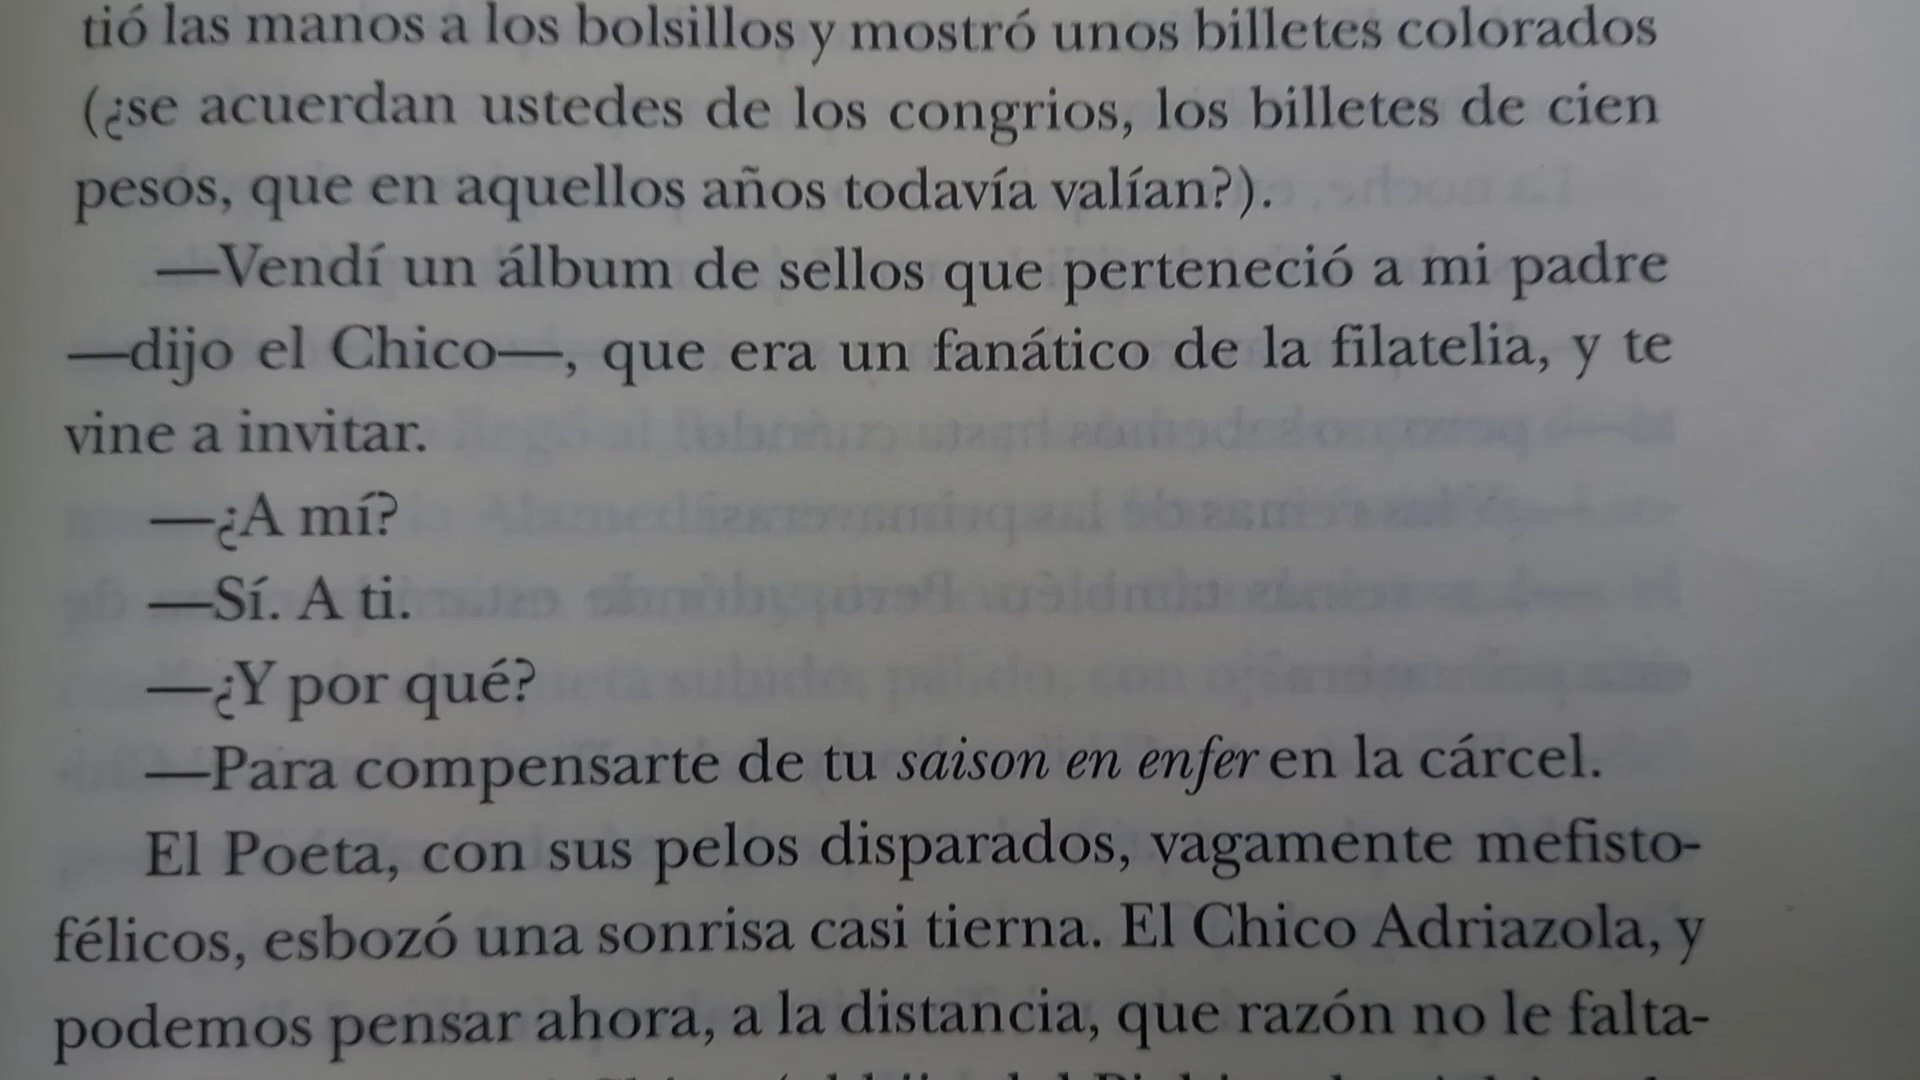 tió las manos a los bolsillos y mostró unos billetes colorados
(¿se acuerdan ustedes de los congrios, los billetes de cien
pesos, que en aquellos años todavía valían?).
—Vendí un álbum de sellos que perteneció a mi padre
—dijo el Chico—, que era un fanático de la filatelia, y te
vine a invitar.
—¿A mí?
—Sí. A ti.
—¿Y por qué?
—Para compensarte de tu saison en enfer en la cárcel.
El Poeta, con sus pelos disparados, vagamente mefisto-
félicos, esbozó una sonrisa casi tierna. El Chico Adriazola, y
podemos pensar ahora, a la distancia, que razón no le falta-